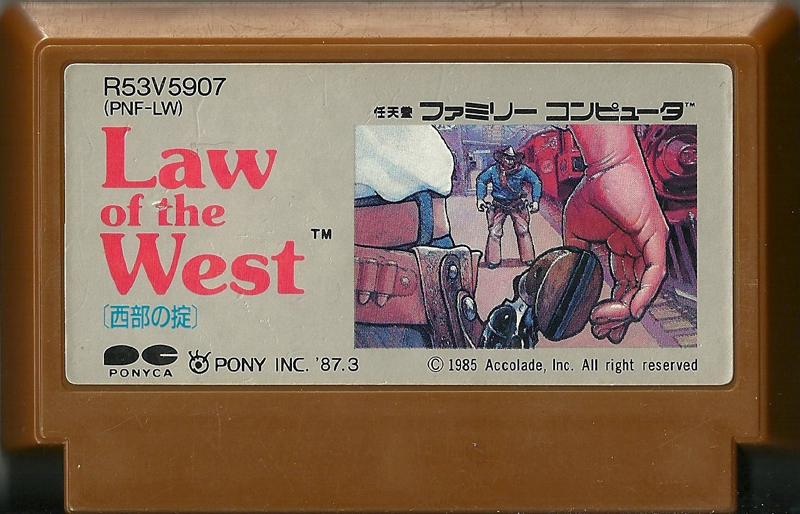 R53V5907
(PNF-LW)
任天堂 ファミリー コンピュータ™
Law
of the
West ™
〔西部の掟〕
PC
PONYCA
PONY INC. '87.3
© 1985 Accolade, Inc. All right reserved